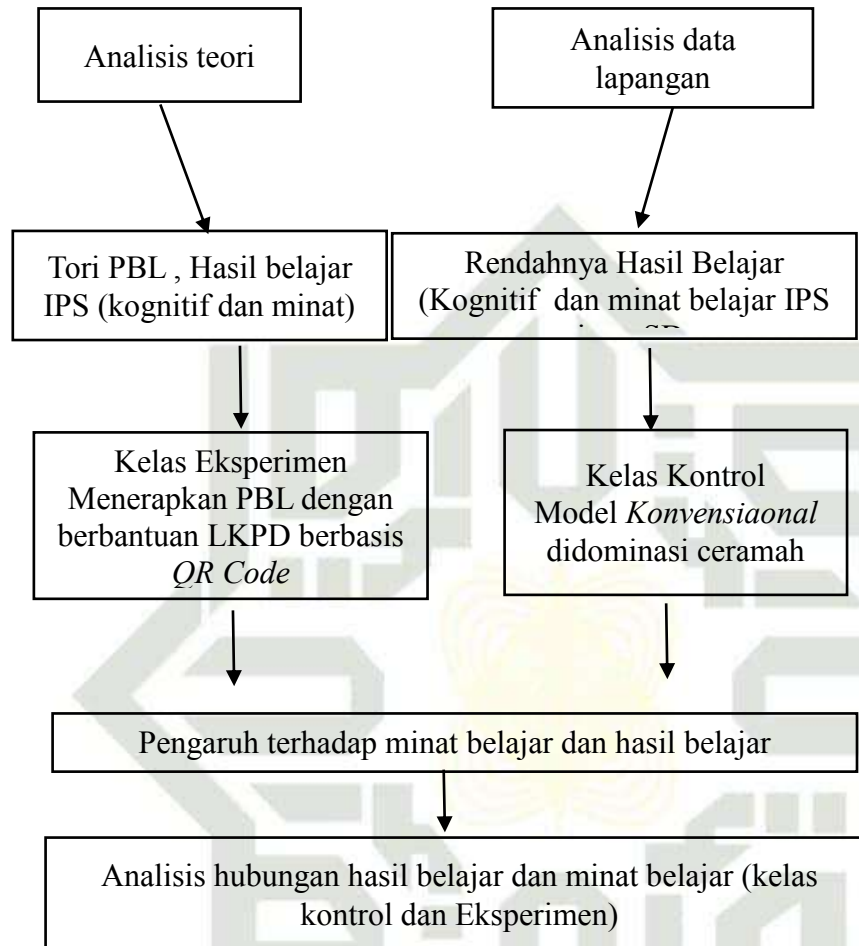 Analisis teori
Analisis data
lapangan
Tori PBL , Hasil belajar
IPS (kognitif dan minat)
Rendahnya Hasil Belajar
(Kognitif dan minat belajar IPS
Kelas Eksperimen
Menerapkan PBL dengan
berbantuan LKPD berbasis
QR Code
Kelas Kontrol
Model Konvensiaonal
didominasi ceramah
Pengaruh terhadap minat belajar dan hasil belajar
Analisis hubungan hasil belajar dan minat belajar (kelas
kontrol dan Eksperimen)